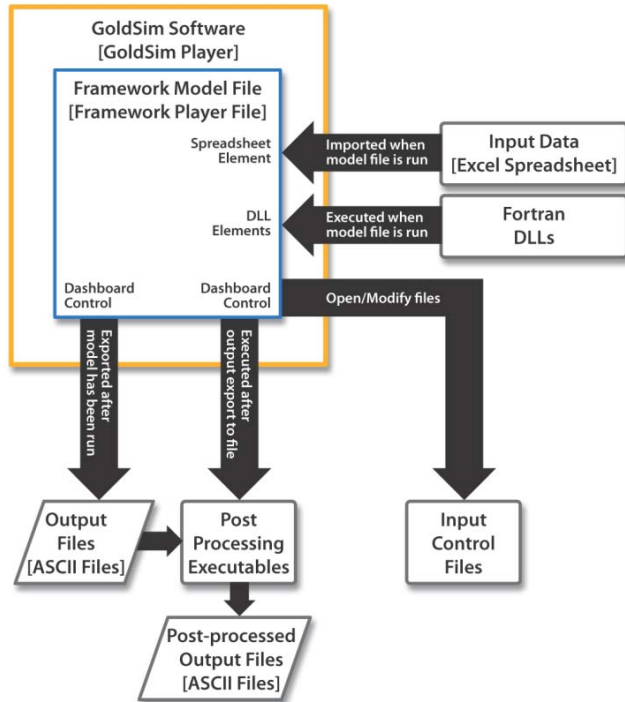 GoldSim Software
[GoldSim Player]
Framework Model File
[Framework Player File]
Spreadsheet
Element
Imported when
model file is run
Input Data
[Excel Spreadsheet]
DLL
Elements
Executed when
model file is run
Fortran
DLLs
Dashboard
Control
Dashboard
Control
Open/Modify files
Exported after
model has been run
Executed after
output export to file
Output
Files
[ASCII Files]
Post
Processing
Executables
Input
Control
Files
Post-processed
Output Files
[ASCII Files]